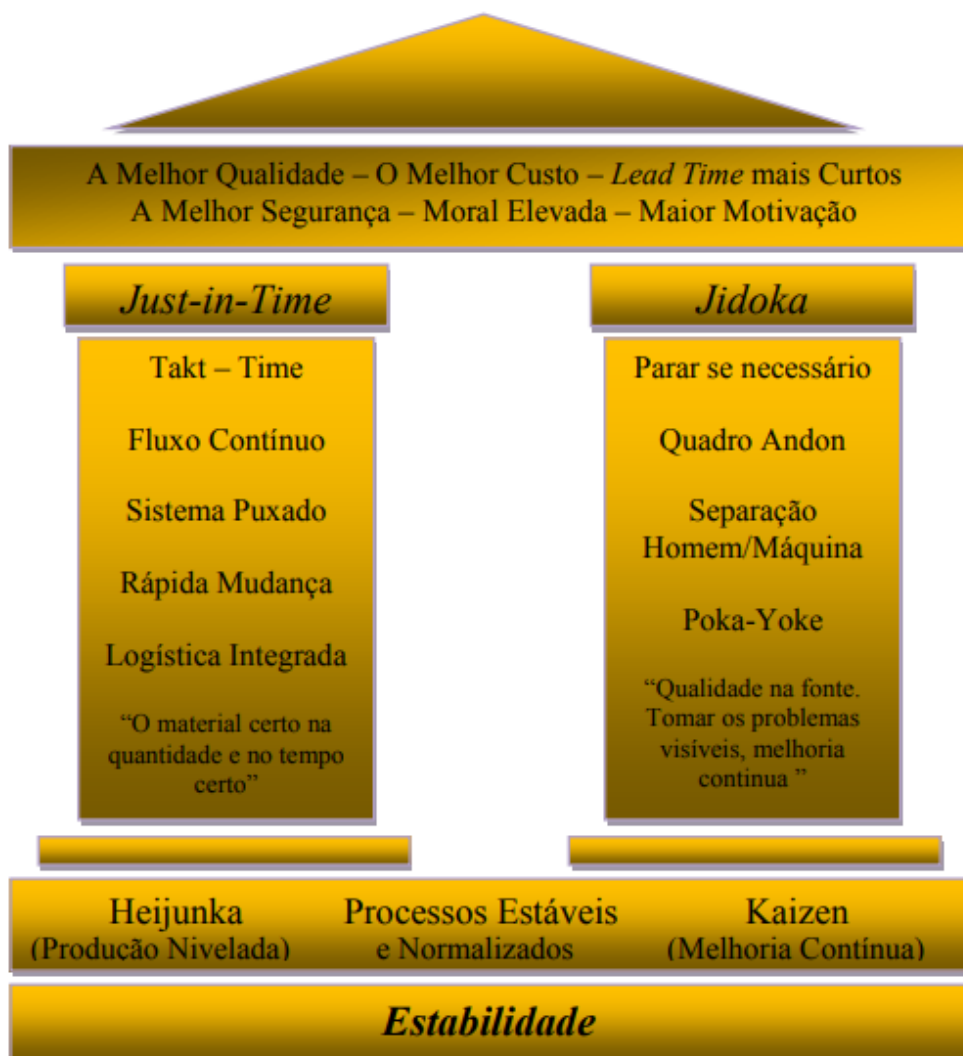 A Melhor Qualidade – O Melhor Custo – Lead Time mais Curtos
A Melhor Segurança – Moral Elevada – Maior Motivação
Just-in-Time
Takt – Time
Fluxo Contínuo
Sistema Puxado
Rápida Mudança
Logística Integrada
“O material certo na
quantidade e no tempo
certo”
Jidoka
Parar se necessário
Quadro Andon
Separação
Homem/Máquina
Poka-Yoke
“Qualidade na fonte.
Tomar os problemas
visíveis, melhoria
continua ”
Heijunka
(Produção Nivelada)
Processos Estáveis
e Normalizados
Kaizen
(Melhoria Contínua)
Estabilidade